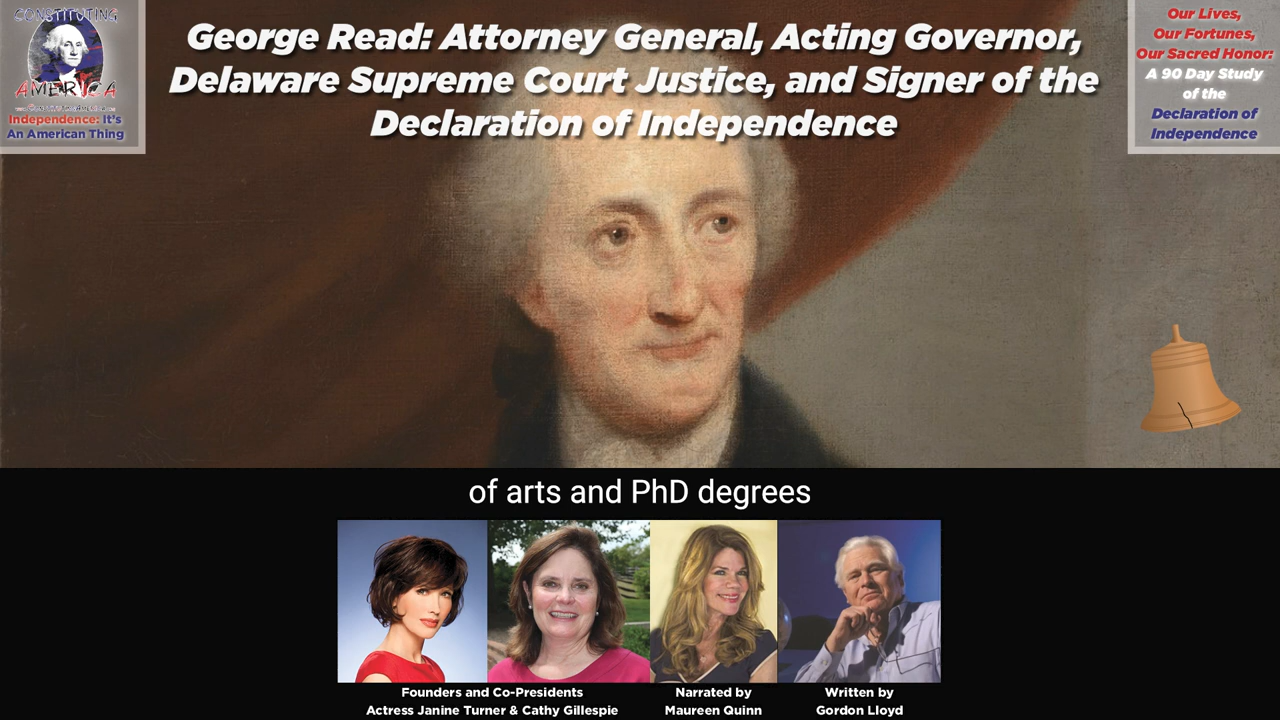 CONSTITUTING
AMERICA
Independence: It's
An American Thing
George Read: Attorney General, Acting Governor,
Delaware Supreme Court Justice, and Signer of the
Declaration of Independence
Our Lives,
Our Fortunes,
Our Sacred Honor:
A 90 Day Study
of the
Declaration of
Independence
of arts and PhD degrees
Founders and Co-Presidents
Actress Janine Turner & Cathy Gillespie
Narrated by
Maureen Quinn
Written by
Gordon Lloyd